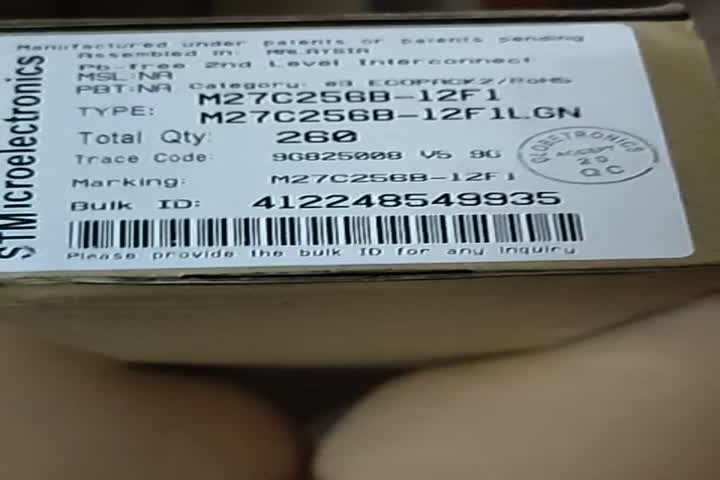 Manufactured under patents or patents pending
Assembled in: MALAYSIA
Pb-free 2nd Level Interconnect
MSL:NA
PBT:NA Category: e3 ECOPACK2/RoHS
M27C256B-12F1
TYPE: M27C256B-12F1LGN
Total Qty: 260
Trace Code: 9G825008 V5 9G
Marking: M27C256B-12F1
Bulk ID: 412248549935
Please provide the bulk ID for any inquiry
STMicroelectronics
GLOBETRONICS
ACCEPT
20
QC